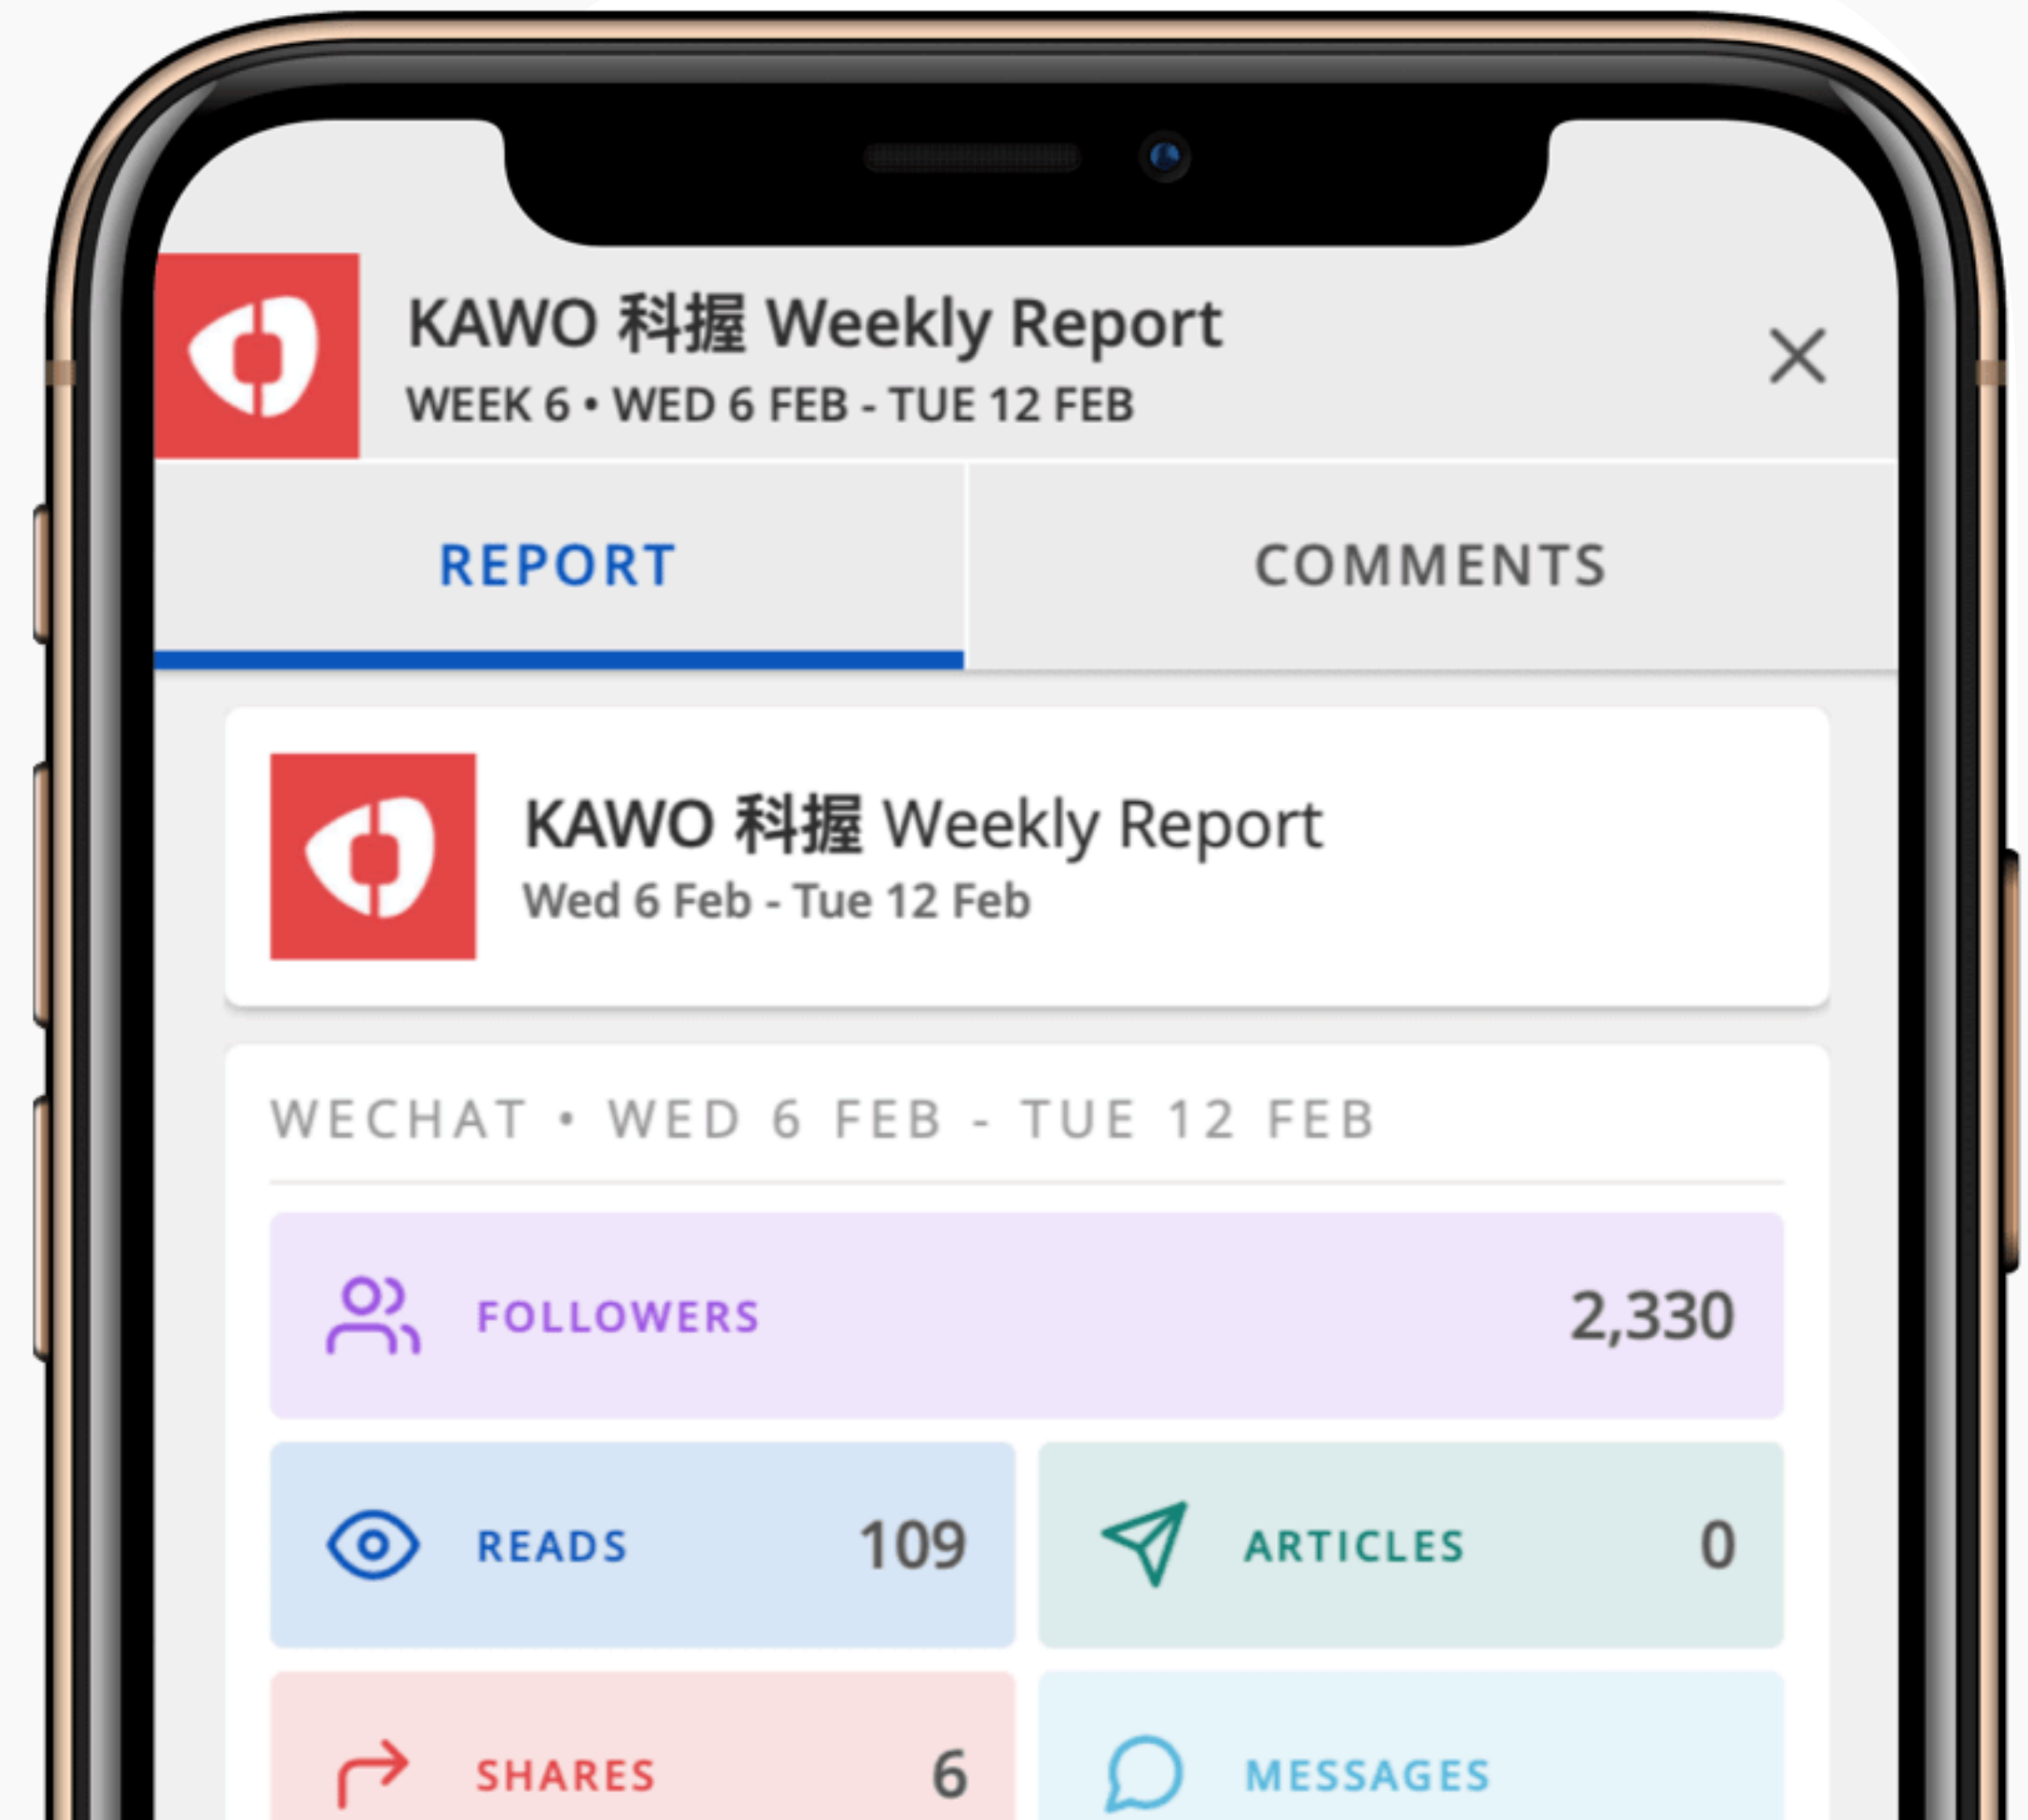 KAWO 科握 Weekly Report
WEEK 6 • WED 6 FEB - TUE 12 FEB
REPORT
COMMENTS
KAWO 科握 Weekly Report
Wed 6 Feb - Tue 12 Feb
WECHAT • WED 6 FEB - TUE 12 FEB
FOLLOWERS 2,330
READS 109
ARTICLES 0
SHARES 6
MESSAGES